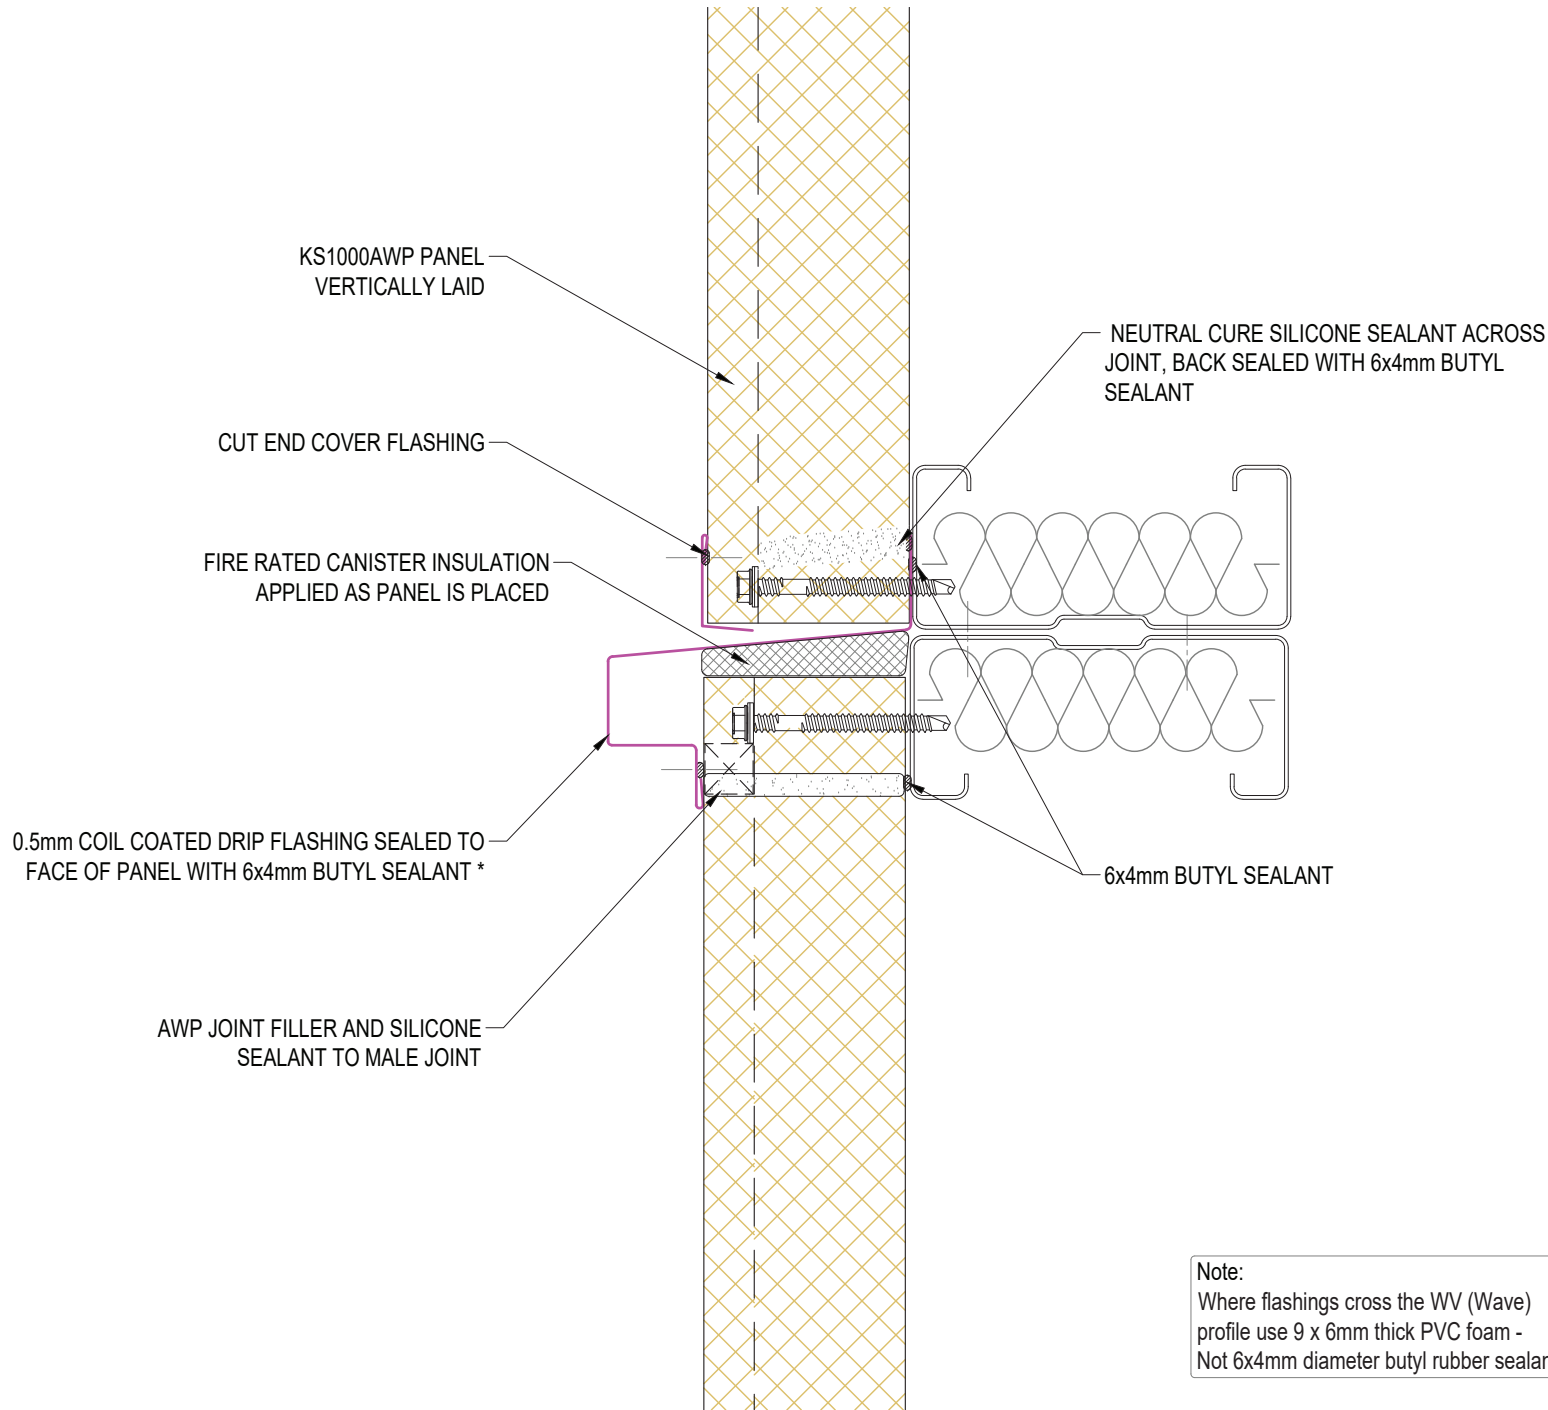 KS1000AWP PANEL
VERTICALLY LAID
NEUTRAL CURE SILICONE SEALANT ACROSS
JOINT, BACK SEALED WITH 6x4mm BUTYL
SEALANT
CUT END COVER FLASHING
FIRE RATED CANISTER INSULATION
APPLIED AS PANEL IS PLACED
0.5mm COIL COATED DRIP FLASHING SEALED TO
FACE OF PANEL WITH 6x4mm BUTYL SEALANT *
6x4mm BUTYL SEALANT
AWP JOINT FILLER AND SILICONE
SEALANT TO MALE JOINT
Note:
Where flashings cross the WV (Wave)
profile use 9 x 6mm thick PVC foam -
Not 6x4mm diameter butyl rubber